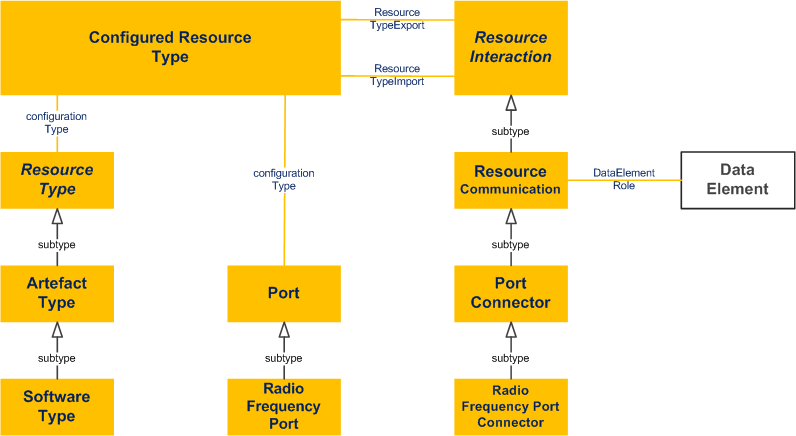 Configured Resource
Type
Resource
TypeExport
Resource
TypeImport
Resource
Interaction
configuration
Type
configuration
Type
subtype
Resource
Type
Resource
Communication
DataElement
Role
Data
Element
subtype
subtype
Artefact
Type
Port
Port
Connector
subtype
subtype
subtype
Software
Type
Radio
Frequency
Port
Radio
Frequency Port
Connector